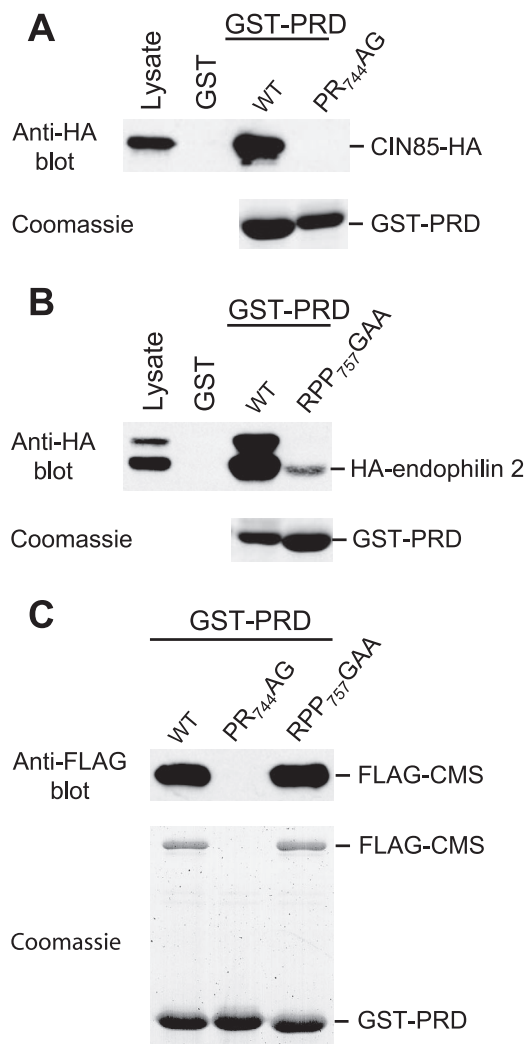 A
GST-PRD
Lysate
GST
WT
PR744AG
Anti-HA
blot
CIN85-HA
Coomassie
GST-PRD
B
GST-PRD
Lysate
GST
WT
RPP757GAA
Anti-HA
blot
HA-endophilin 2
Coomassie
GST-PRD
C
GST-PRD
WT
PR744AG
RPP757GAA
Anti-FLAG
blot
FLAG-CMS
FLAG-CMS
Coomassie
GST-PRD